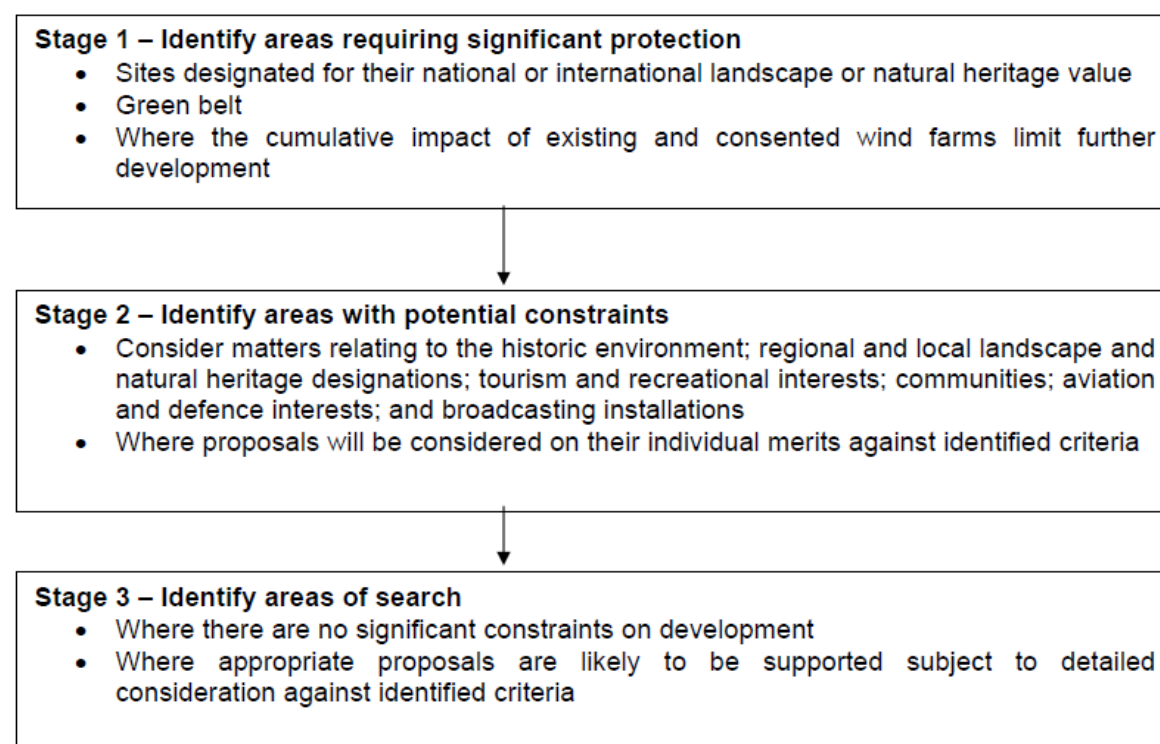 Stage 1 – Identify areas requiring significant protection
• Sites designated for their national or international landscape or natural heritage value
• Green belt
• Where the cumulative impact of existing and consented wind farms limit further
development
Stage 2 – Identify areas with potential constraints
• Consider matters relating to the historic environment; regional and local landscape and
natural heritage designations; tourism and recreational interests; communities; aviation
and defence interests; and broadcasting installations
• Where proposals will be considered on their individual merits against identified criteria
Stage 3 – Identify areas of search
• Where there are no significant constraints on development
• Where appropriate proposals are likely to be supported subject to detailed
consideration against identified criteria